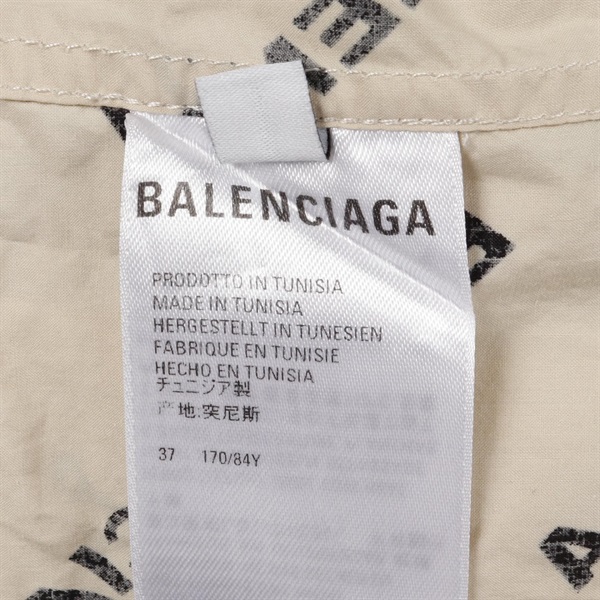 BALENCIAGA
PRODOTTO IN TUNISIA
MADE IN TUNISIA
HERGESTELLT IN TUNESIEN
FABRIQUE EN TUNISIE
HECHO EN TUNISIA
チュニジア製
产地:突尼斯
37 170/84Y